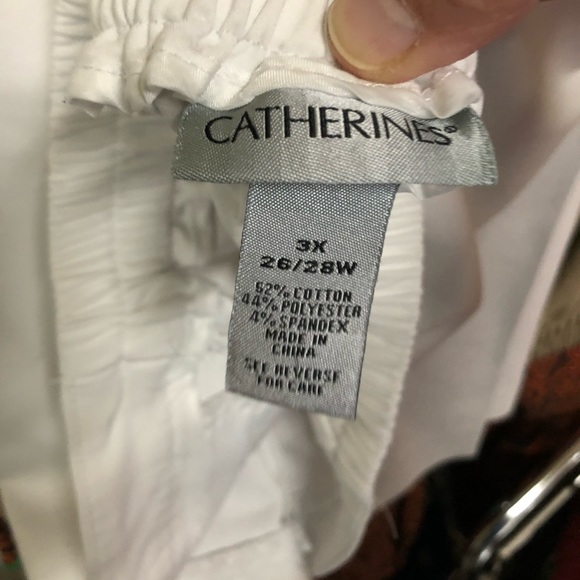 CATHERINES®
3X
26/28W
52% COTTON
44% POLYESTER
4% SPANDEX
MADE IN
CHINA
SEE REVERSE
FOR CARE